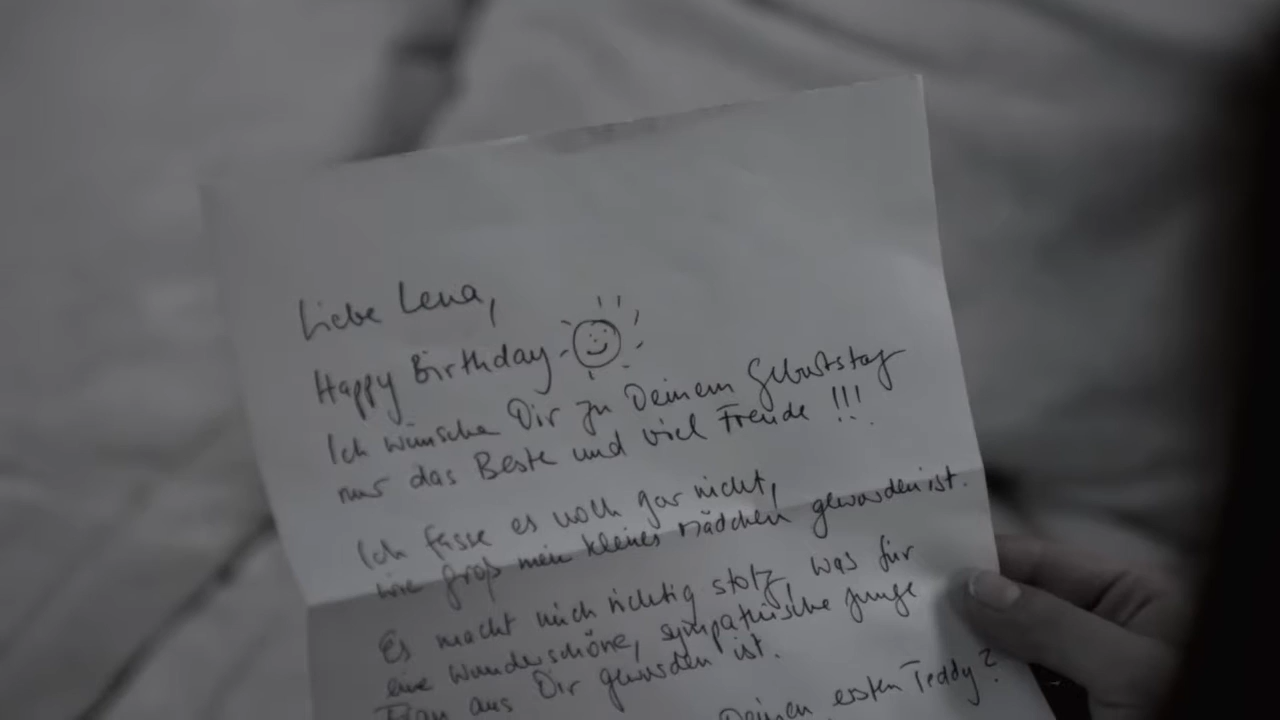 Liebe Lena,
Happy Birthday
Ich wünsche Dir zu Deinem Geburtstag
nur das Beste und viel Freude !!!
Ich fasse es noch gar nicht,
wie groß mein kleines Mädchen geworden ist.
Es macht mich richtig stolz, was für
eine wunderschöne, sympathische junge
Frau aus Dir geworden ist.
Deinen ersten Teddy?